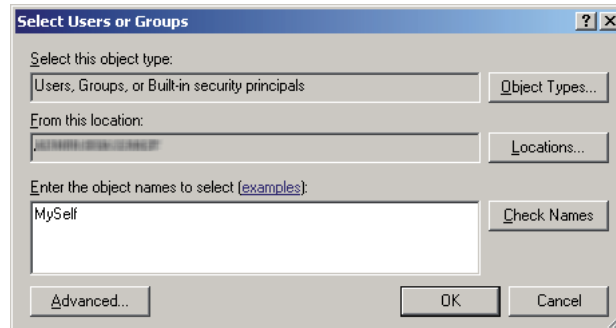 Select Users or Groups
Select this object type:
Users, Groups, or Built-in security principals
Object Types...
From this location:
Locations...
Enter the object names to select (examples):
MySelf
Check Names
Advanced...
OK
Cancel